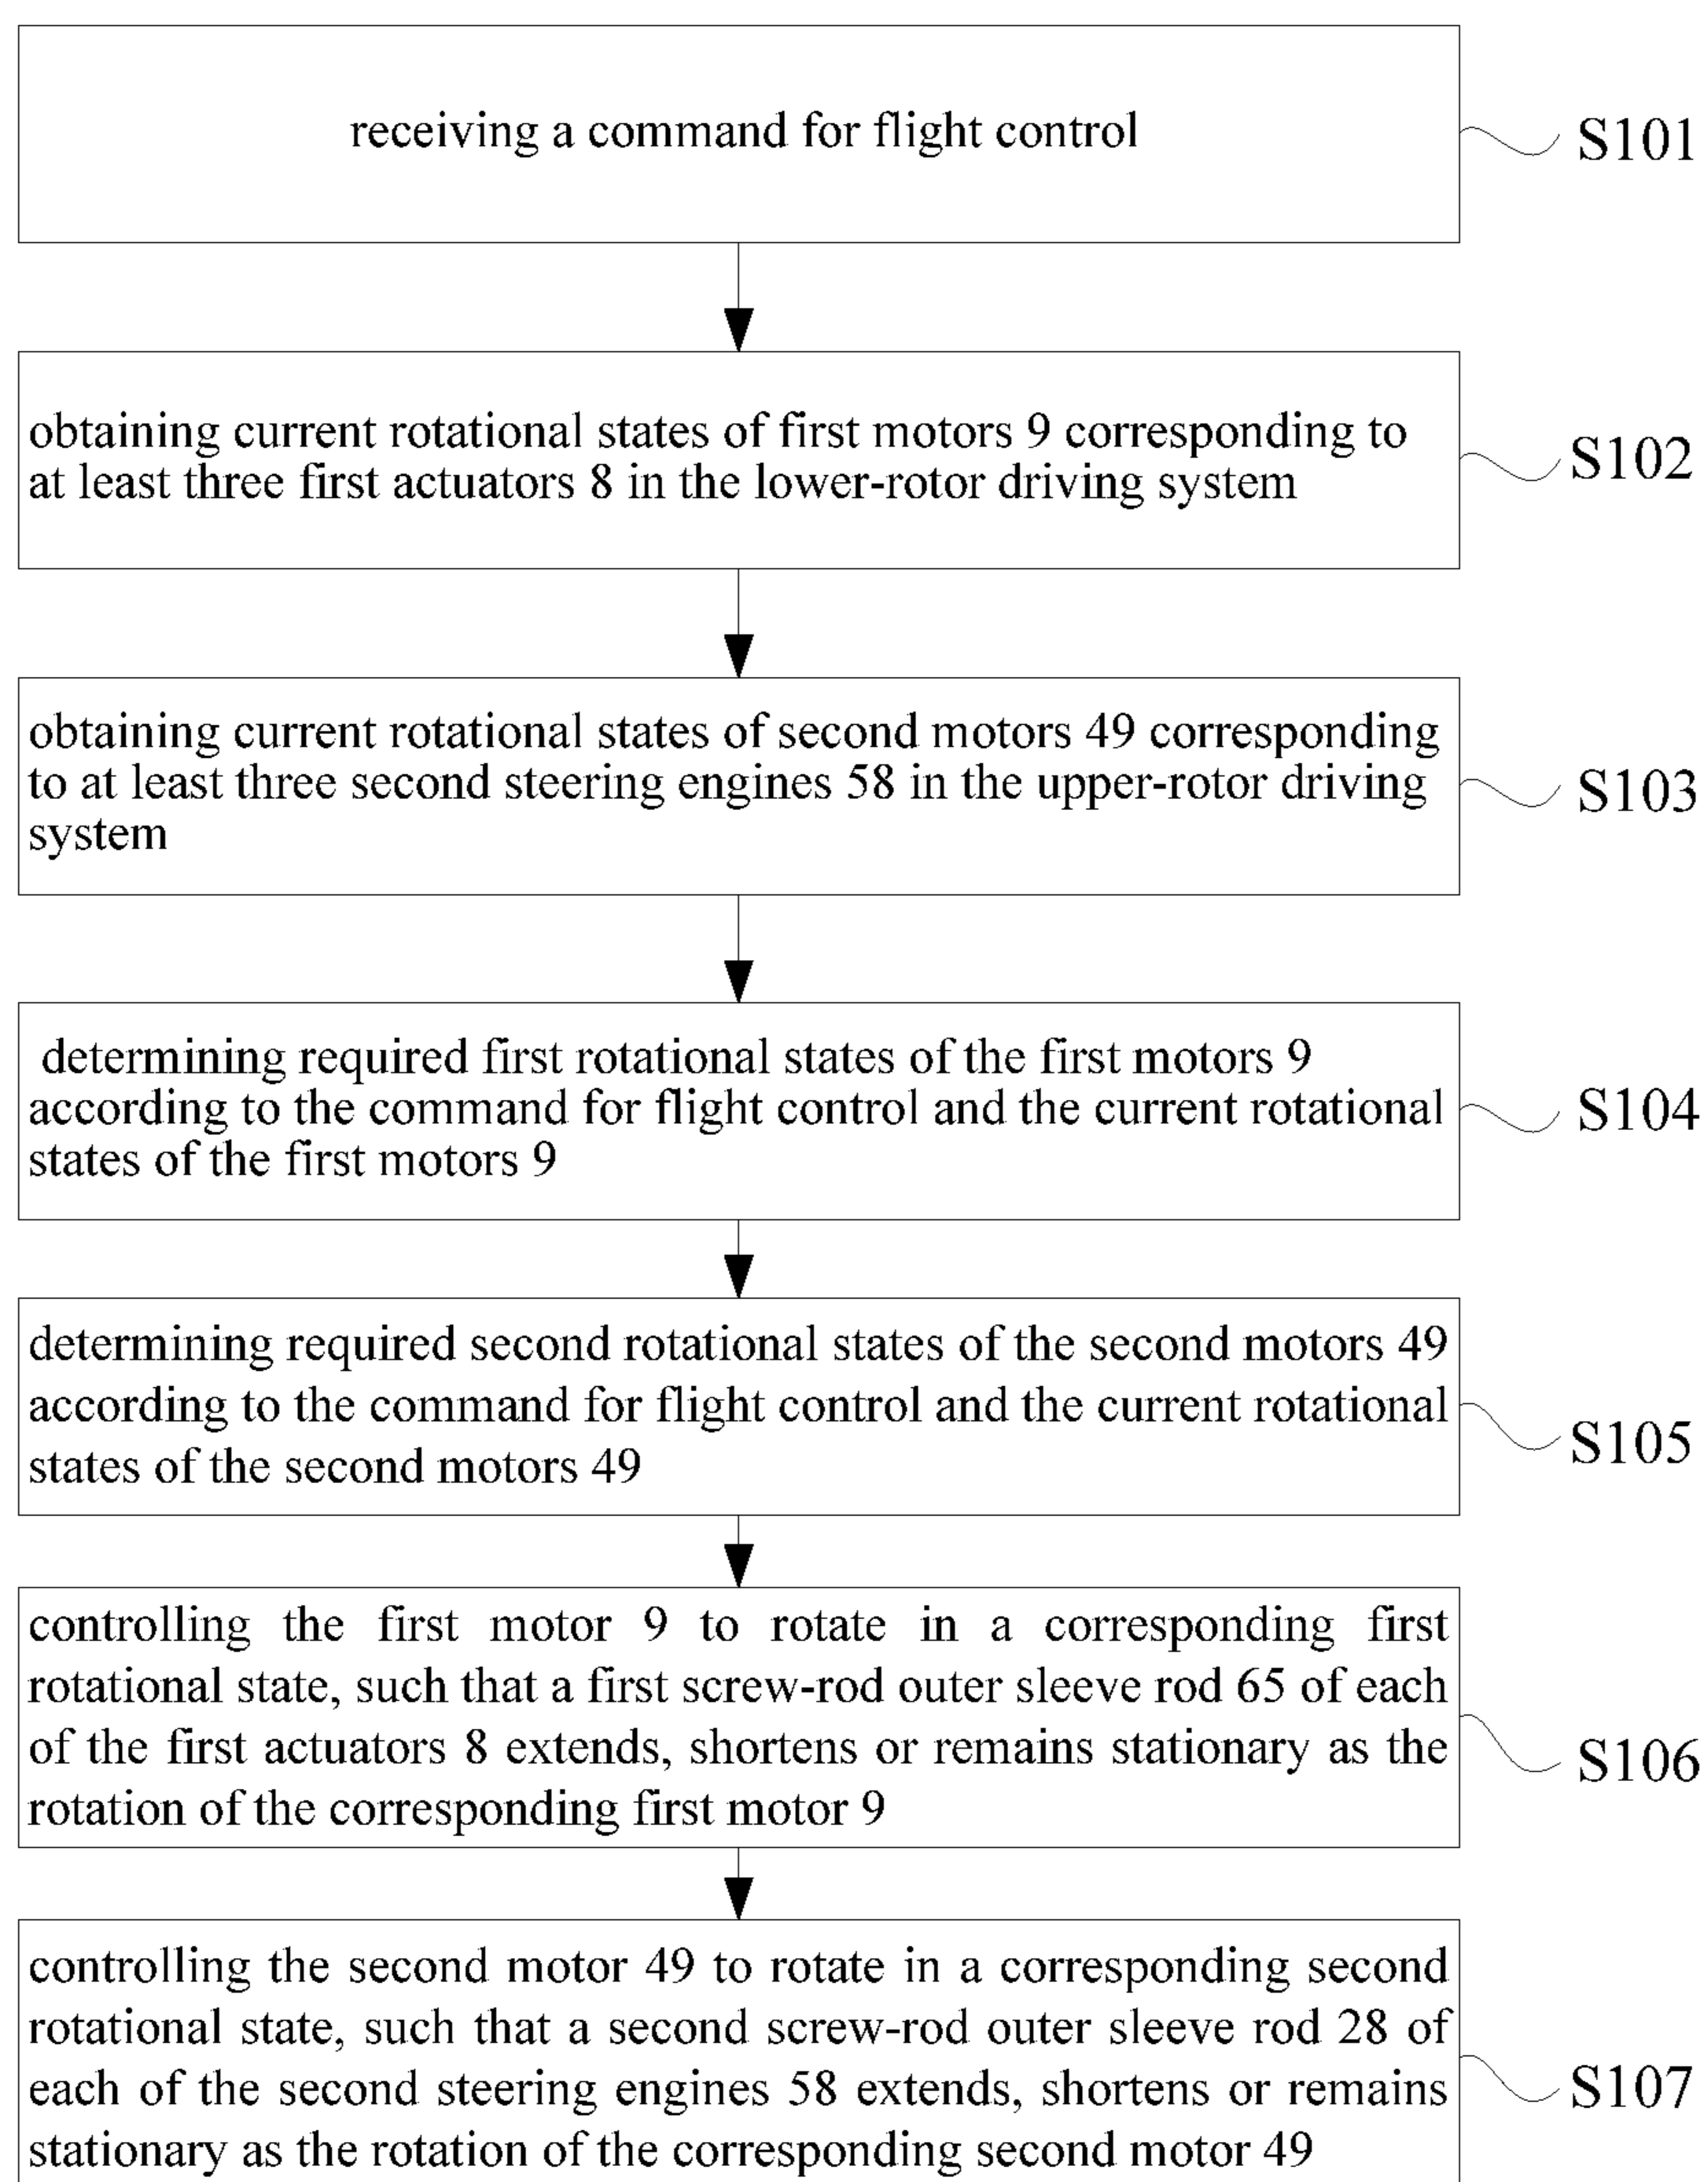 receiving a command for flight control
S101
obtaining current rotational states of first motors 9 corresponding to
at least three first actuators 8 in the lower-rotor driving system
S102
obtaining current rotational states of second motors 49 corresponding
to at least three second steering engines 58 in the upper-rotor driving
system
S103
determining required first rotational states of the first motors 9
according to the command for flight control and the current rotational
states of the first motors 9
S104
determining required second rotational states of the second motors 49
according to the command for flight control and the current rotational
states of the second motors 49
S105
controlling the first motor 9 to rotate in a corresponding first
rotational state, such that a first screw-rod outer sleeve rod 65 of each
of the first actuators 8 extends, shortens or remains stationary as the
rotation of the corresponding first motor 9
S106
controlling the second motor 49 to rotate in a corresponding second
rotational state, such that a second screw-rod outer sleeve rod 28 of
each of the second steering engines 58 extends, shortens or remains
stationary as the rotation of the corresponding second motor 49
S107